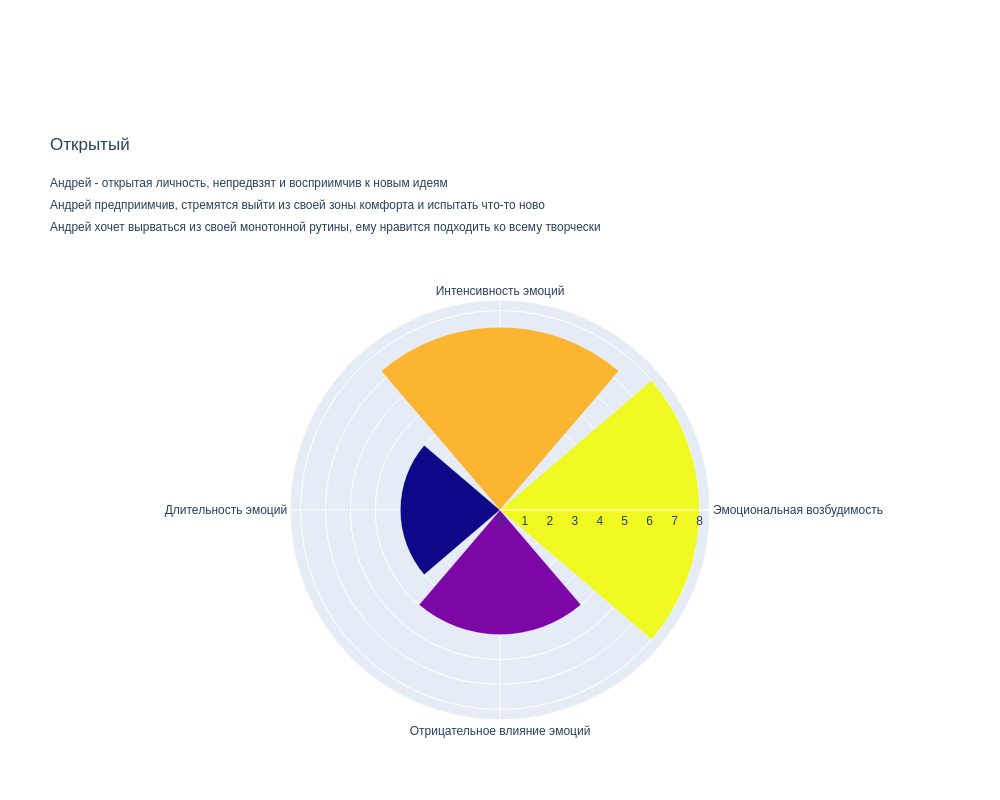 Открытый
Андрей - открытая личность, непредвзят и восприимчив к новым идеям
Андрей предприимчив, стремятся выйти из своей зоны комфорта и испытать что-то ново
Андрей хочет вырваться из своей монотонной рутины, ему нравится подходить ко всему творчески
Интенсивность эмоций
Длительность эмоций
Эмоциональная возбудимость
0 1 2 3 4 5 6 7 8
Отрицательное влияние эмоций